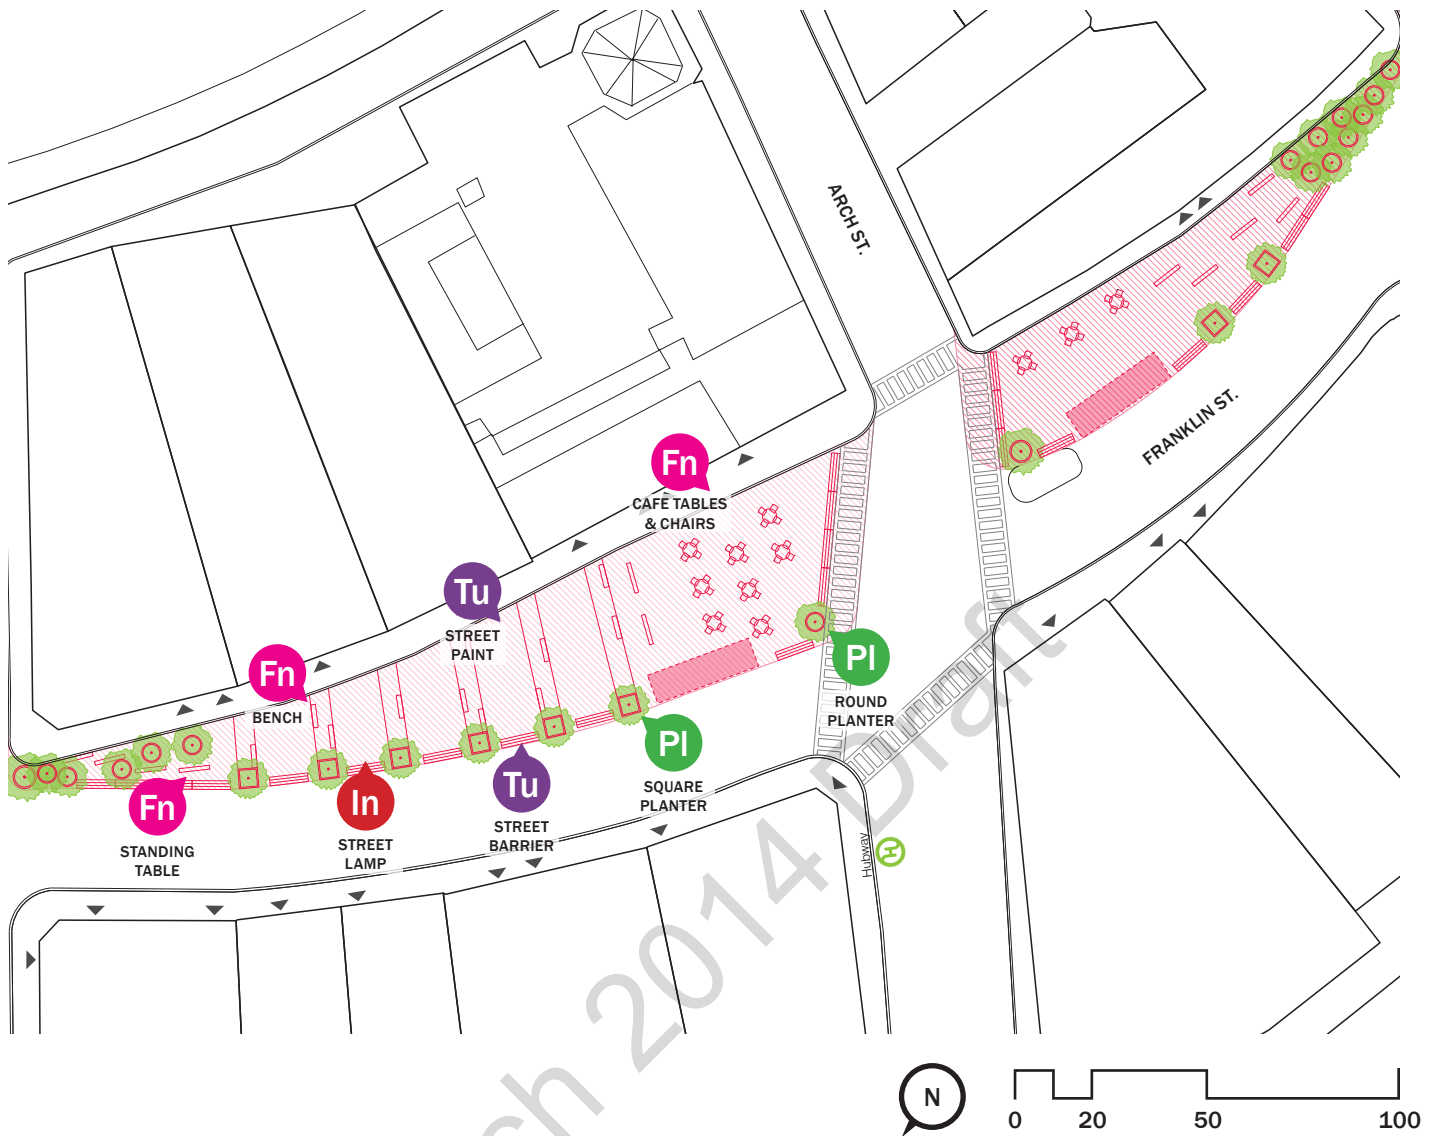 ARCH ST.
FRANKLIN ST.
Fn
CAFE TABLES
& CHAIRS
Tu
STREET
PAINT
Fn
BENCH
Pl
ROUND
PLANTER
Pl
SQUARE
PLANTER
Fn
STANDING
TABLE
In
STREET
LAMP
Tu
STREET
BARRIER
Hubway
H
ch 2014 Draft
N
0 20 50 100